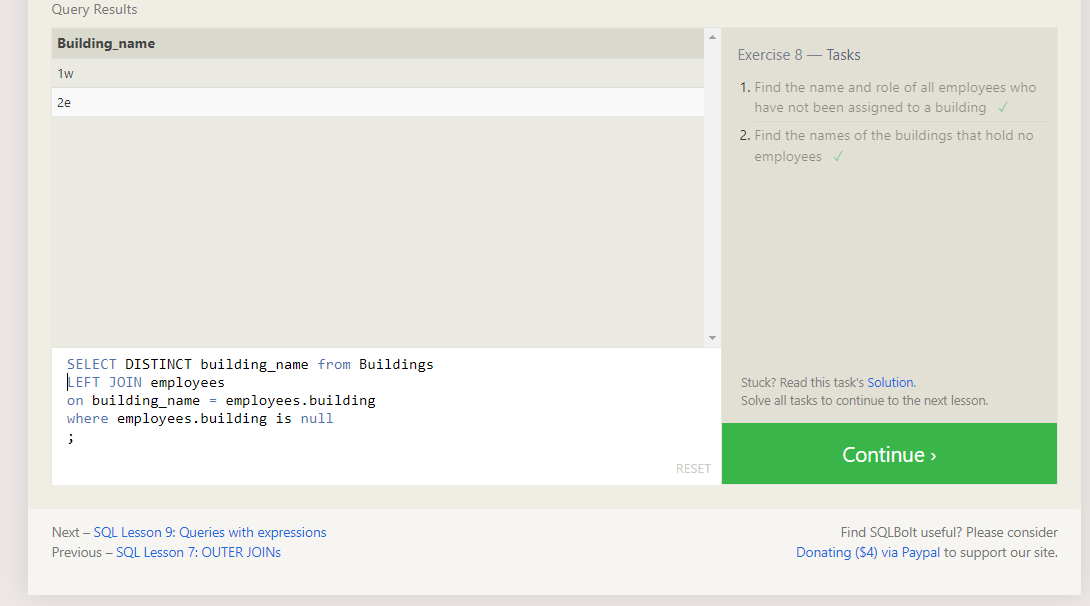 Query Results
Building_name
1w
2e
Exercise 8 — Tasks
1. Find the name and role of all employees who
have not been assigned to a building ✓
2. Find the names of the buildings that hold no
employees ✓
SELECT DISTINCT building_name from Buildings
LEFT JOIN employees
on building_name = employees.building
where employees.building is null
;
RESET
Stuck? Read this task's Solution.
Solve all tasks to continue to the next lesson.
Continue ›
Next – SQL Lesson 9: Queries with expressions
Previous – SQL Lesson 7: OUTER JOINs
Find SQLBolt useful? Please consider
Donating ($4) via Paypal to support our site.